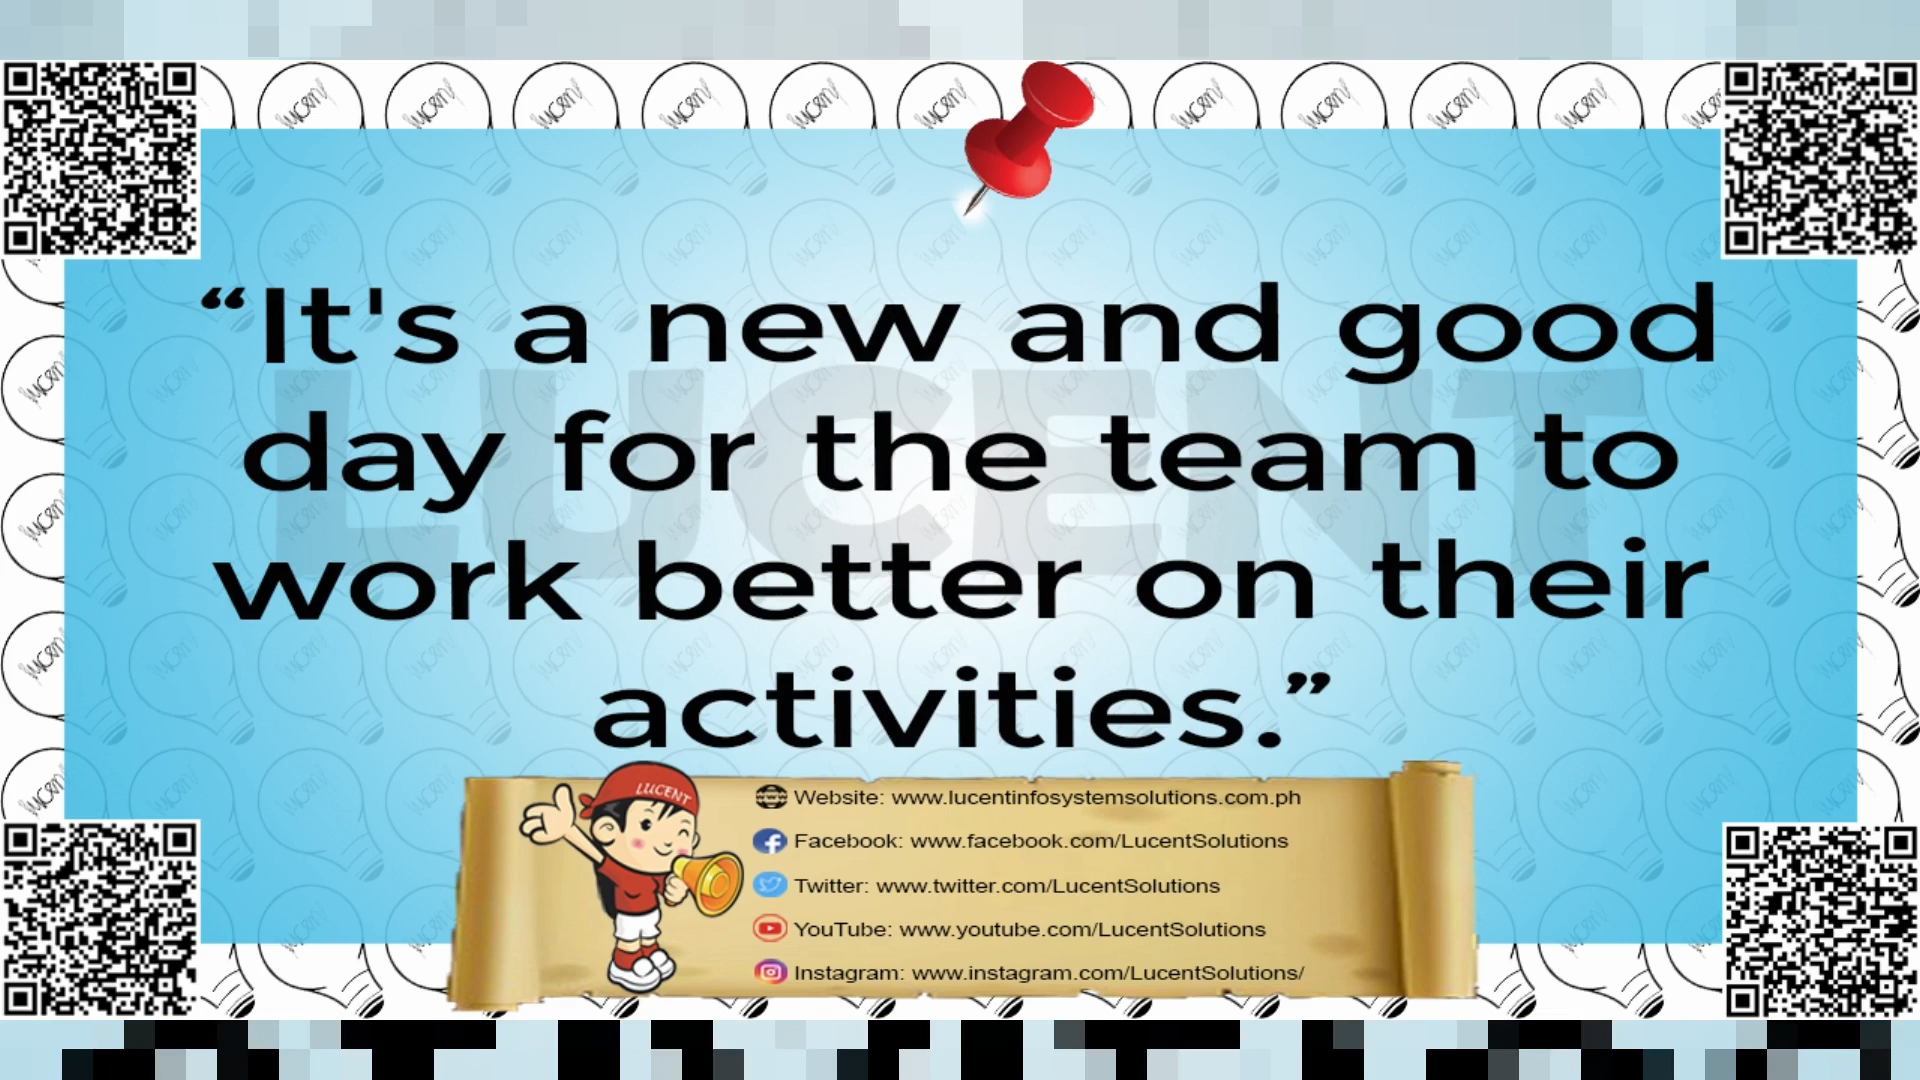 “It's a new and good
day for the team to
work better on their
activities.”
LUCENT
LUCENT
Website: www.lucentinfosystemsolutions.com.ph
Facebook: www.facebook.com/LucentSolutions
Twitter: www.twitter.com/LucentSolutions
YouTube: www.youtube.com/LucentSolutions
Instagram: www.instagram.com/LucentSolutions/